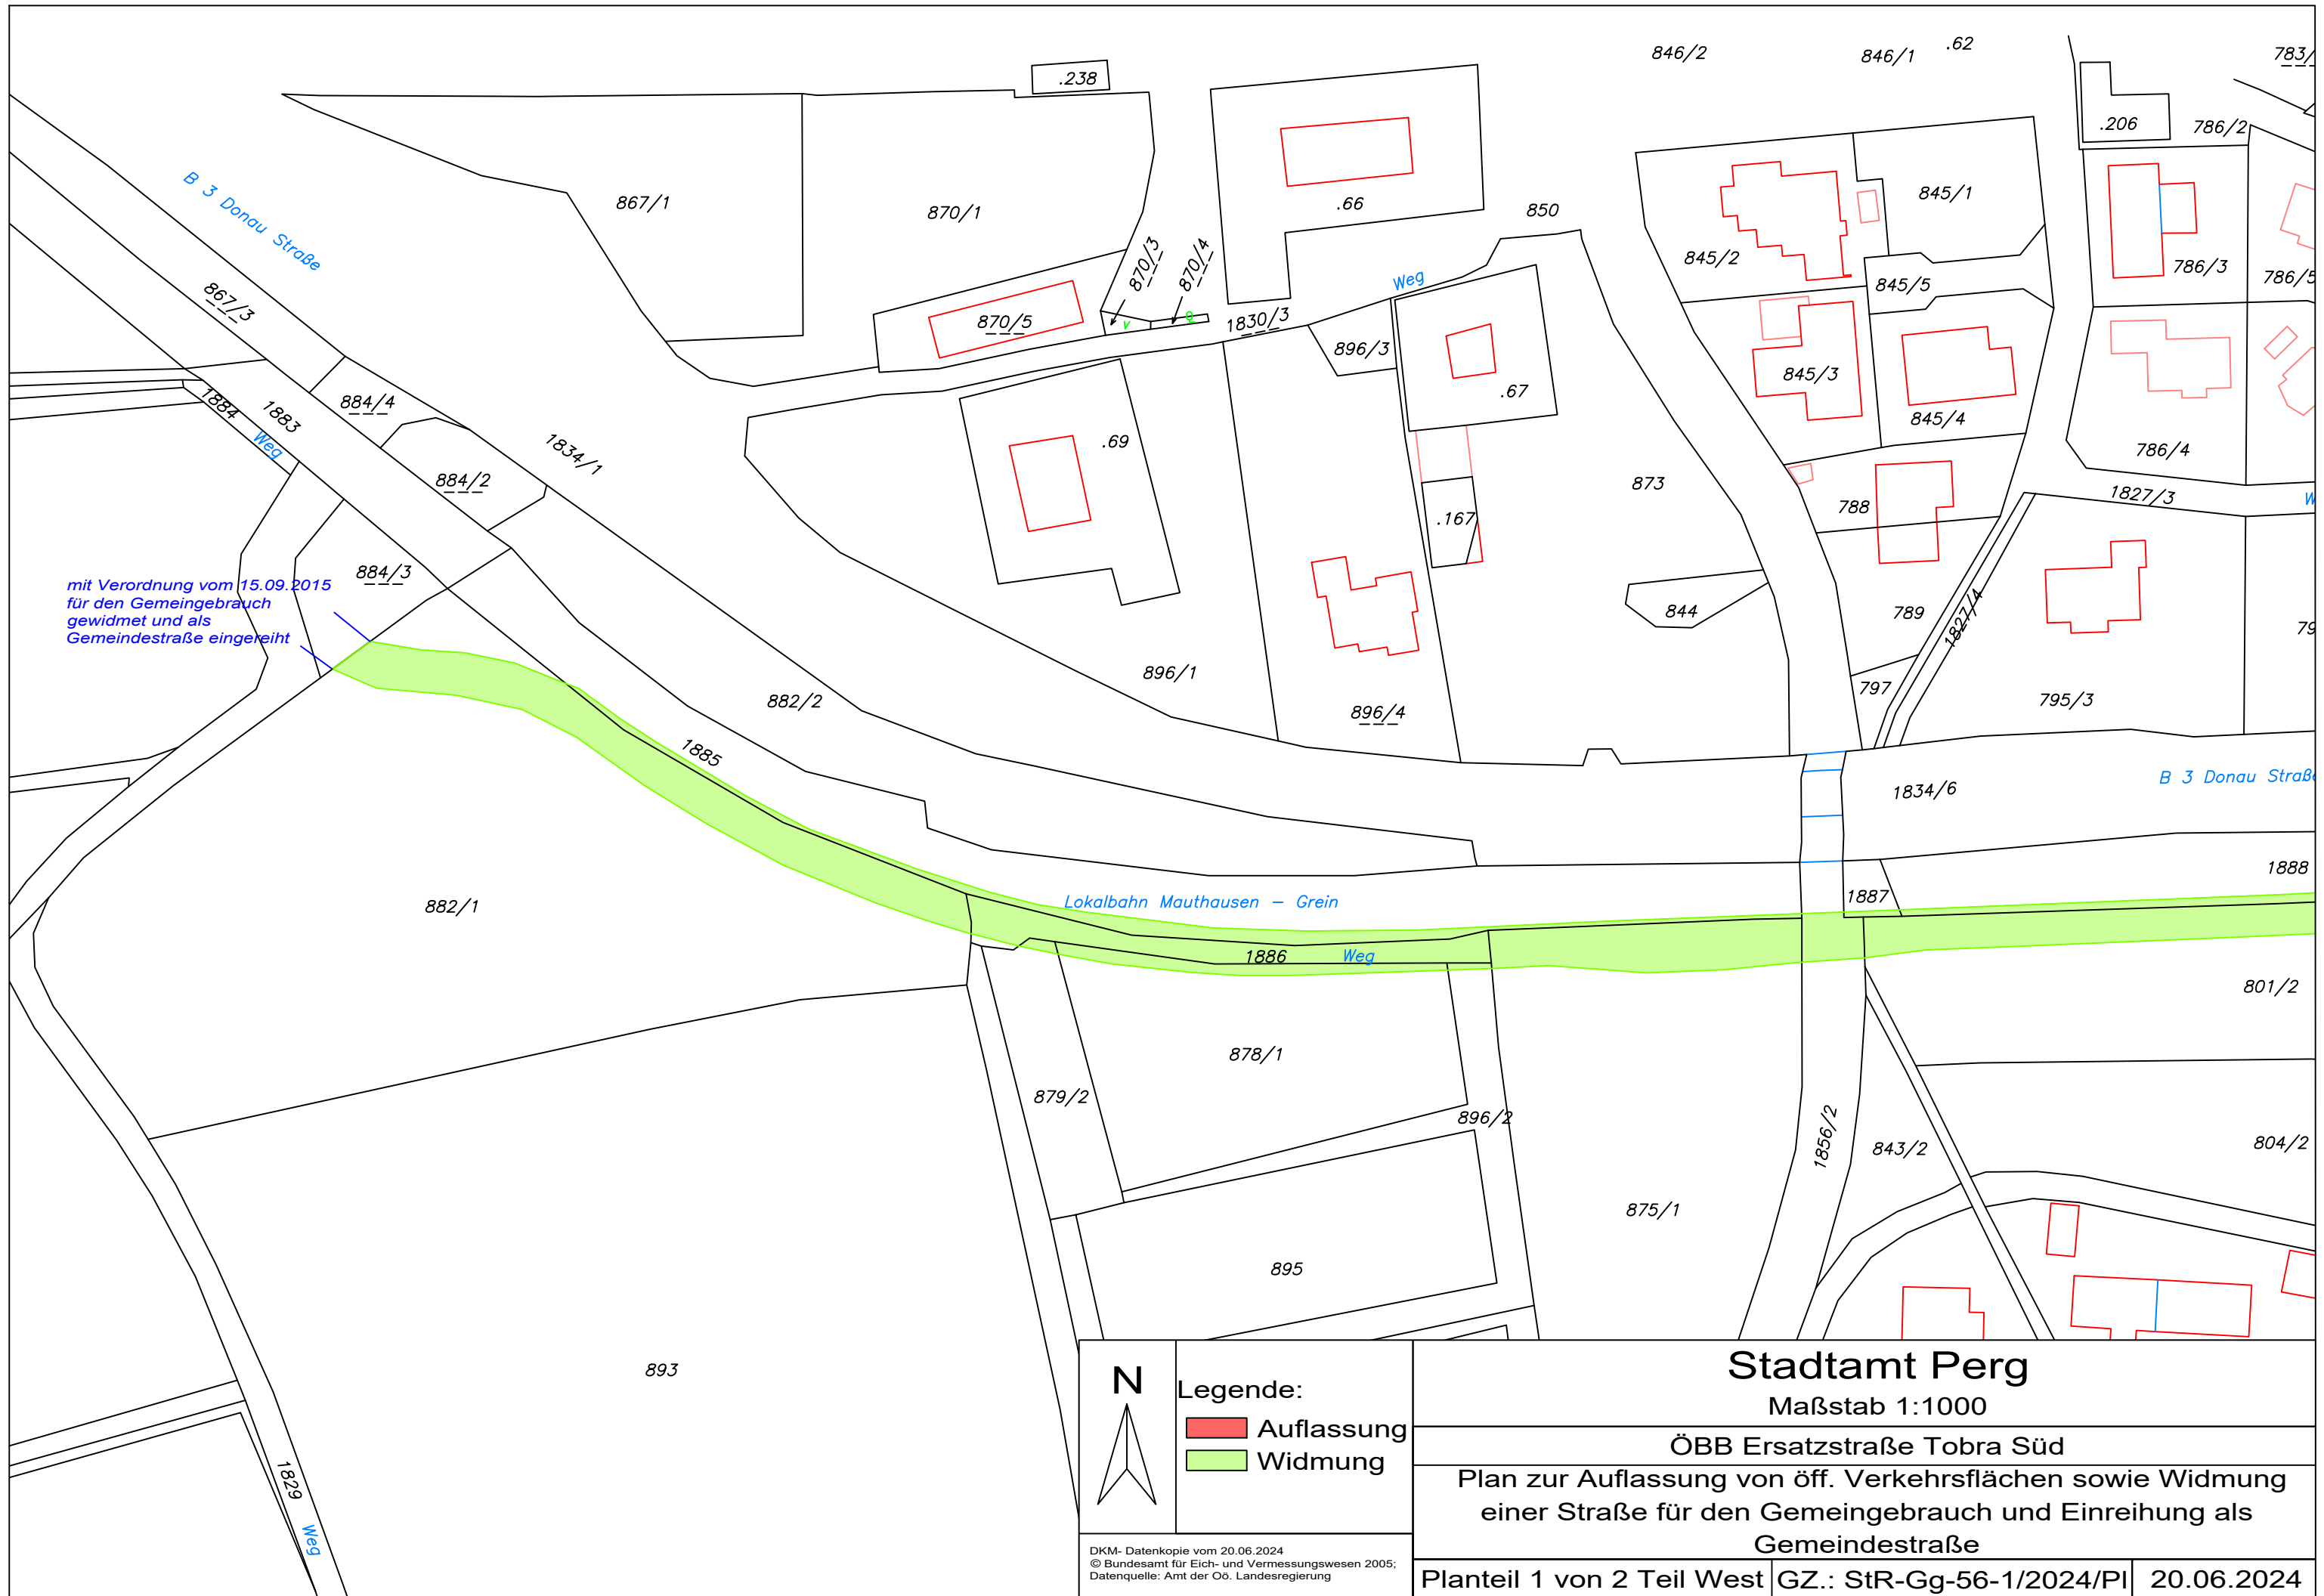 846/2
846/1
.62
783/
.238
.206
786/2
B 3 Donau Straße
867/1
870/1
.66
850
845/1
845/2
786/3
786/5
870/3
870/4
Weg
845/5
867/3
870/5
v
1830/3
896/3
845/3
.67
884/4
1884
1883
Weg
845/4
.69
786/4
1834/1
884/2
873
1827/3
W
788
.167
884/3
mit Verordnung vom 15.09.2015
für den Gemeingebrauch
gewidmet und als
Gemeindestraße eingereiht
844
789
1827/4
79
896/1
797
882/2
896/4
795/3
1885
B 3 Donau Straße
1834/6
1888
1887
882/1
Lokalbahn Mauthausen – Grein
1886
Weg
801/2
878/1
879/2
896/2
1856/2
843/2
804/2
875/1
895
893
1829
Weg
N
Legende:
Auflassung
Widmung
DKM- Datenkopie vom 20.06.2024
© Bundesamt für Eich- und Vermessungswesen 2005;
Datenquelle: Amt der Oö. Landesregierung
Stadtamt Perg
Maßstab 1:1000
ÖBB Ersatzstraße Tobra Süd
Plan zur Auflassung von öff. Verkehrsflächen sowie Widmung
einer Straße für den Gemeingebrauch und Einreihung als
Gemeindestraße
Planteil 1 von 2 Teil West
GZ.: StR-Gg-56-1/2024/Pl
20.06.2024